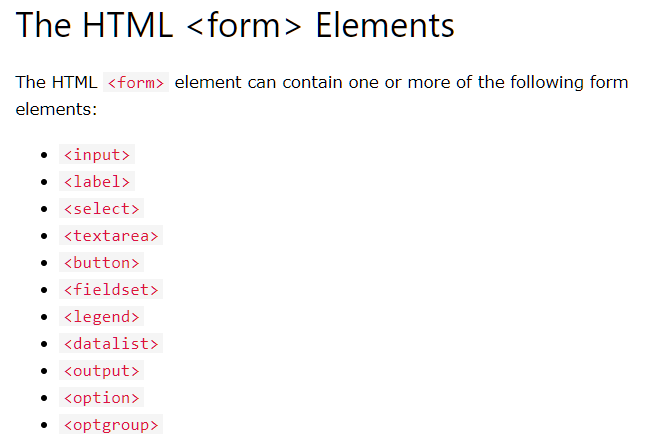 The HTML <form> Elements
The HTML <form> element can contain one or more of the following form
elements:
<input>
<label>
<select>
<textarea>
<button>
<fieldset>
<legend>
<datalist>
<output>
<option>
<optgroup>